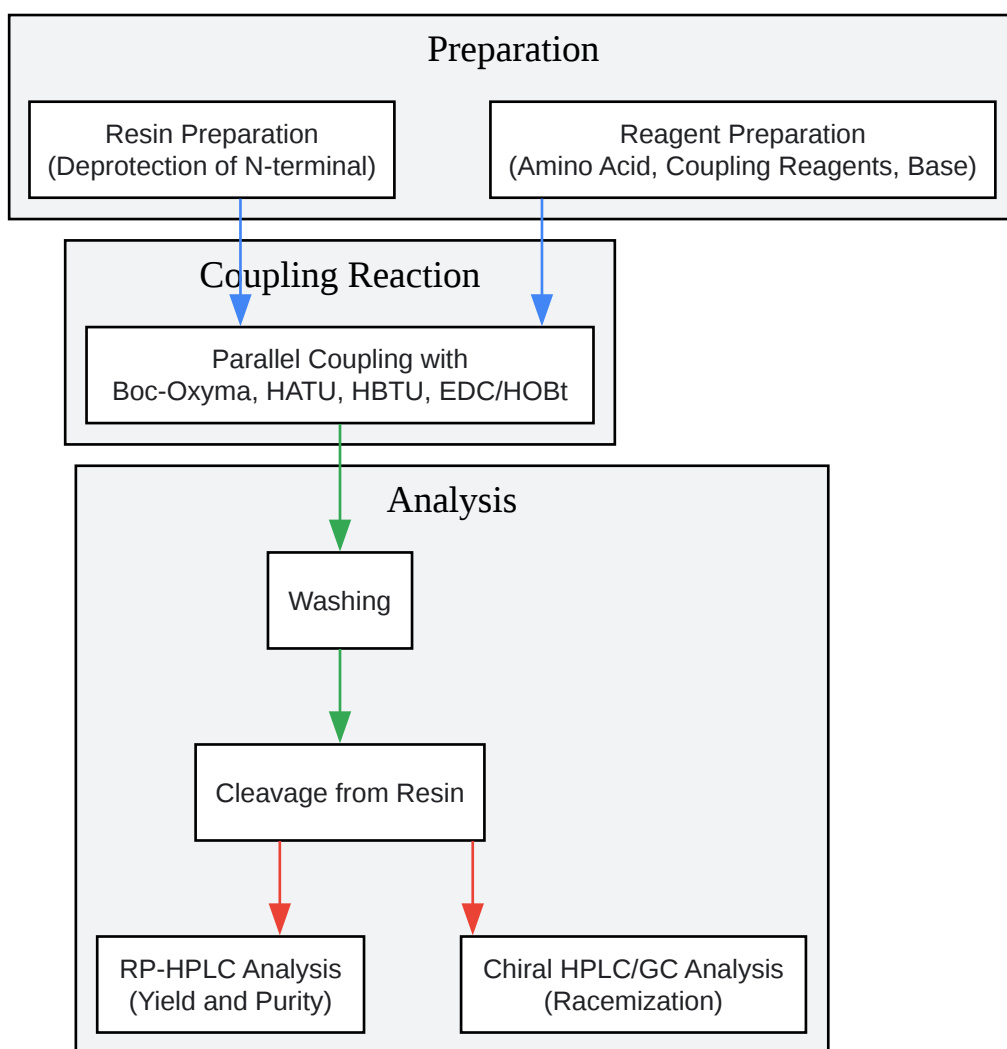 Preparation
Resin Preparation
(Deprotection of N-terminal)
Reagent Preparation
(Amino Acid, Coupling Reagents, Base)
Coupling Reaction
Parallel Coupling with
Boc-Oxyma, HATU, HBTU, EDC/HOBt
Analysis
Washing
Cleavage from Resin
RP-HPLC Analysis
(Yield and Purity)
Chiral HPLC/GC Analysis
(Racemization)